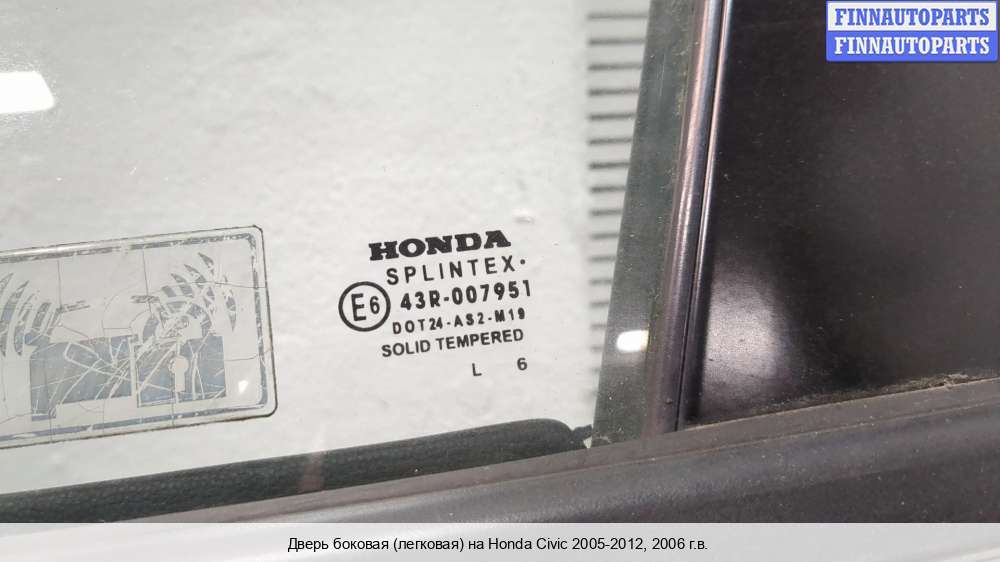 FINNAUTOPARTS
FINNAUTOPARTS
HONDA
SPLINTEX.
E6 43R-007951
DOT24-AS2-M19
SOLID TEMPERED
L 6
Дверь боковая (легковая) на Honda Civic 2005-2012, 2006 г.в.